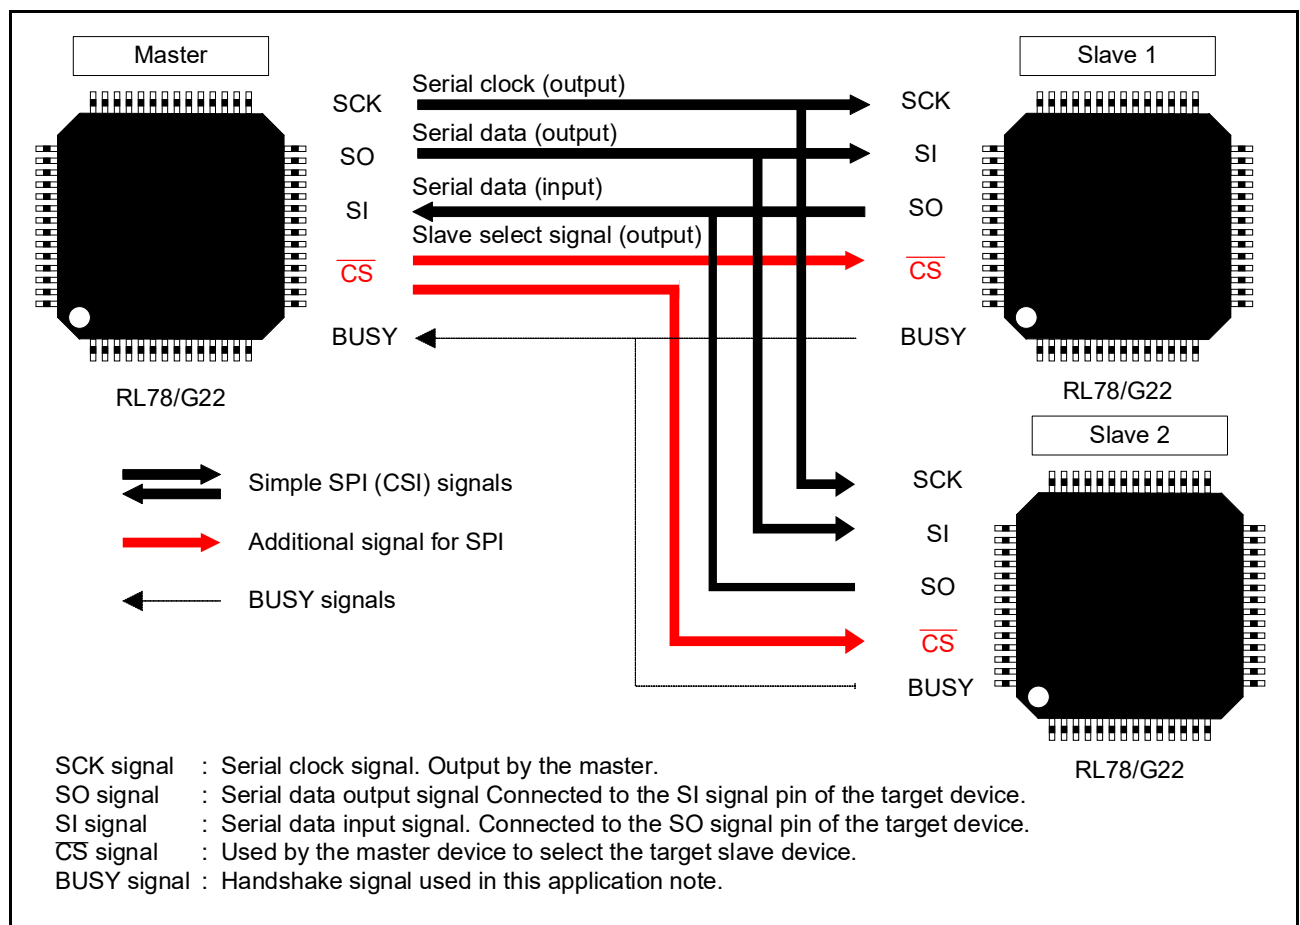 Master
Slave 1
SCK
Serial clock (output)
SCK
SO
Serial data (output)
SI
SI
Serial data (input)
SO
CS
Slave select signal (output)
CS
BUSY
BUSY
RL78/G22
RL78/G22
Slave 2
Simple SPI (CSI) signals
SCK
Additional signal for SPI
SI
BUSY signals
SO
CS
BUSY
RL78/G22
SCK signal : Serial clock signal. Output by the master.
SO signal : Serial data output signal Connected to the SI signal pin of the target device.
SI signal : Serial data input signal. Connected to the SO signal pin of the target device.
CS signal : Used by the master device to select the target slave device.
BUSY signal : Handshake signal used in this application note.